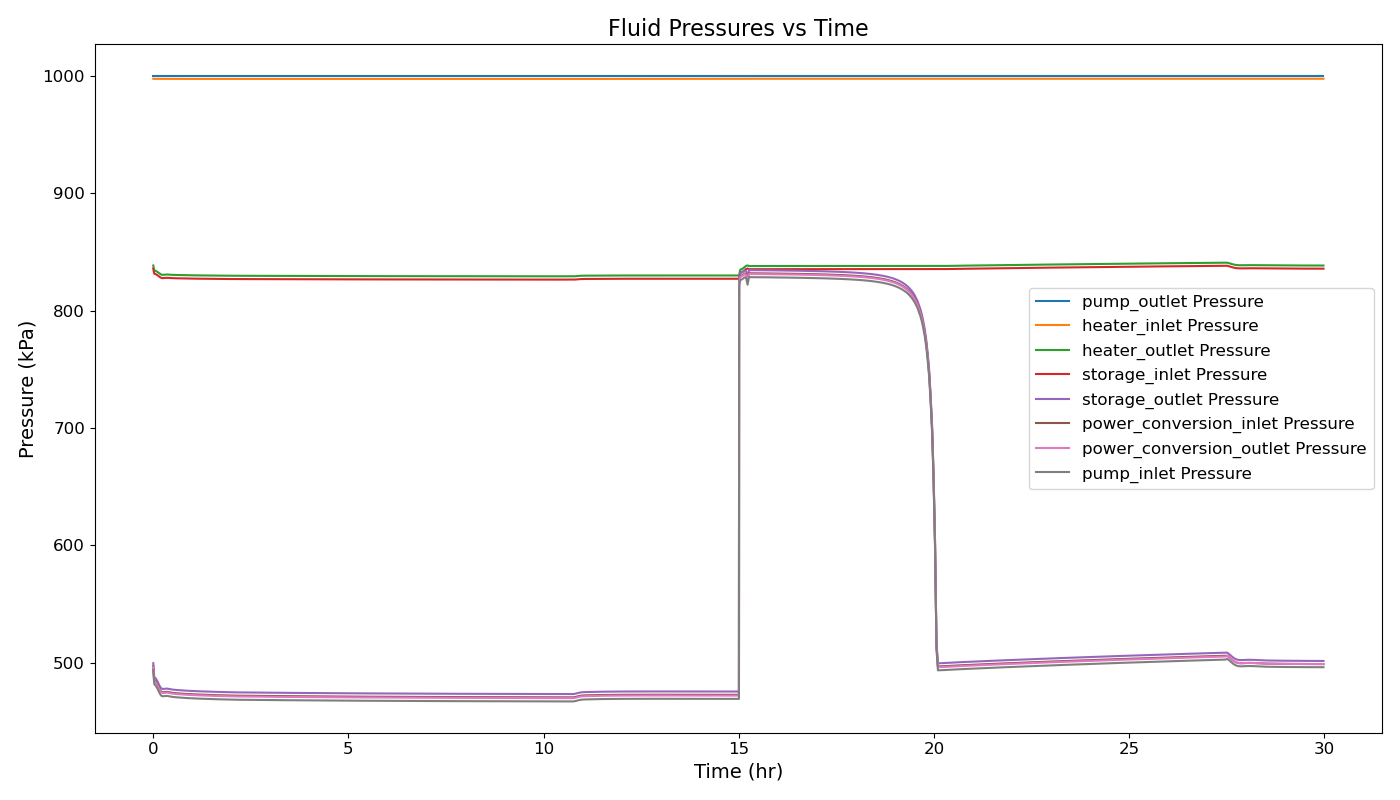 Fluid Pressures vs Time
Pressure (kPa)
1000
900
800
700
600
500
pump_outlet Pressure
heater_inlet Pressure
heater_outlet Pressure
storage_inlet Pressure
storage_outlet Pressure
power_conversion_inlet Pressure
power_conversion_outlet Pressure
pump_inlet Pressure
0 5 10 15 20 25 30
Time (hr)